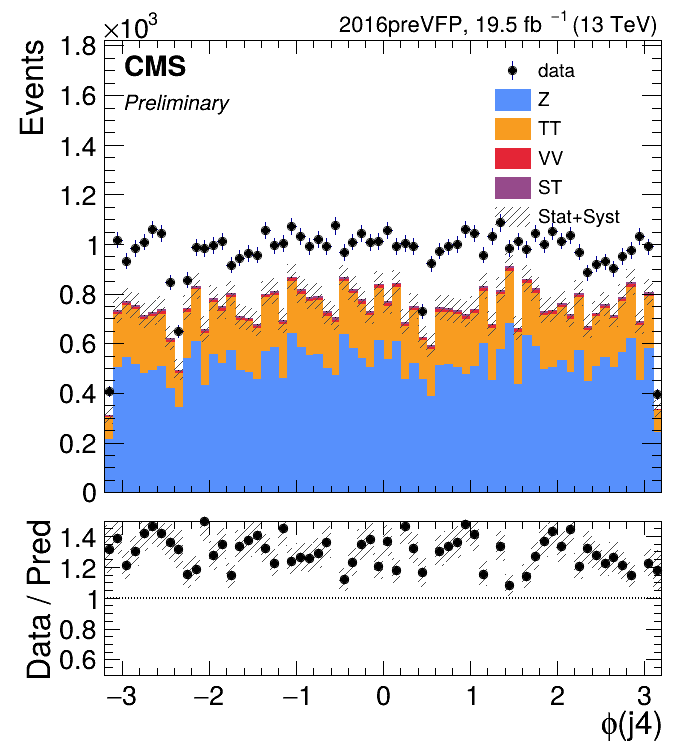 ×10³
2016preVFP, 19.5 fb ⁻¹ (13 TeV)
Events
CMS
Preliminary
data
Z
TT
VV
ST
Stat+Syst
1.8
1.6
1.4
1.2
1
0.8
0.6
0.4
0.2
0
Data / Pred
1.4
1.2
1
0.8
0.6
−3 −2 −1 0 1 2 3
ϕ(j4)